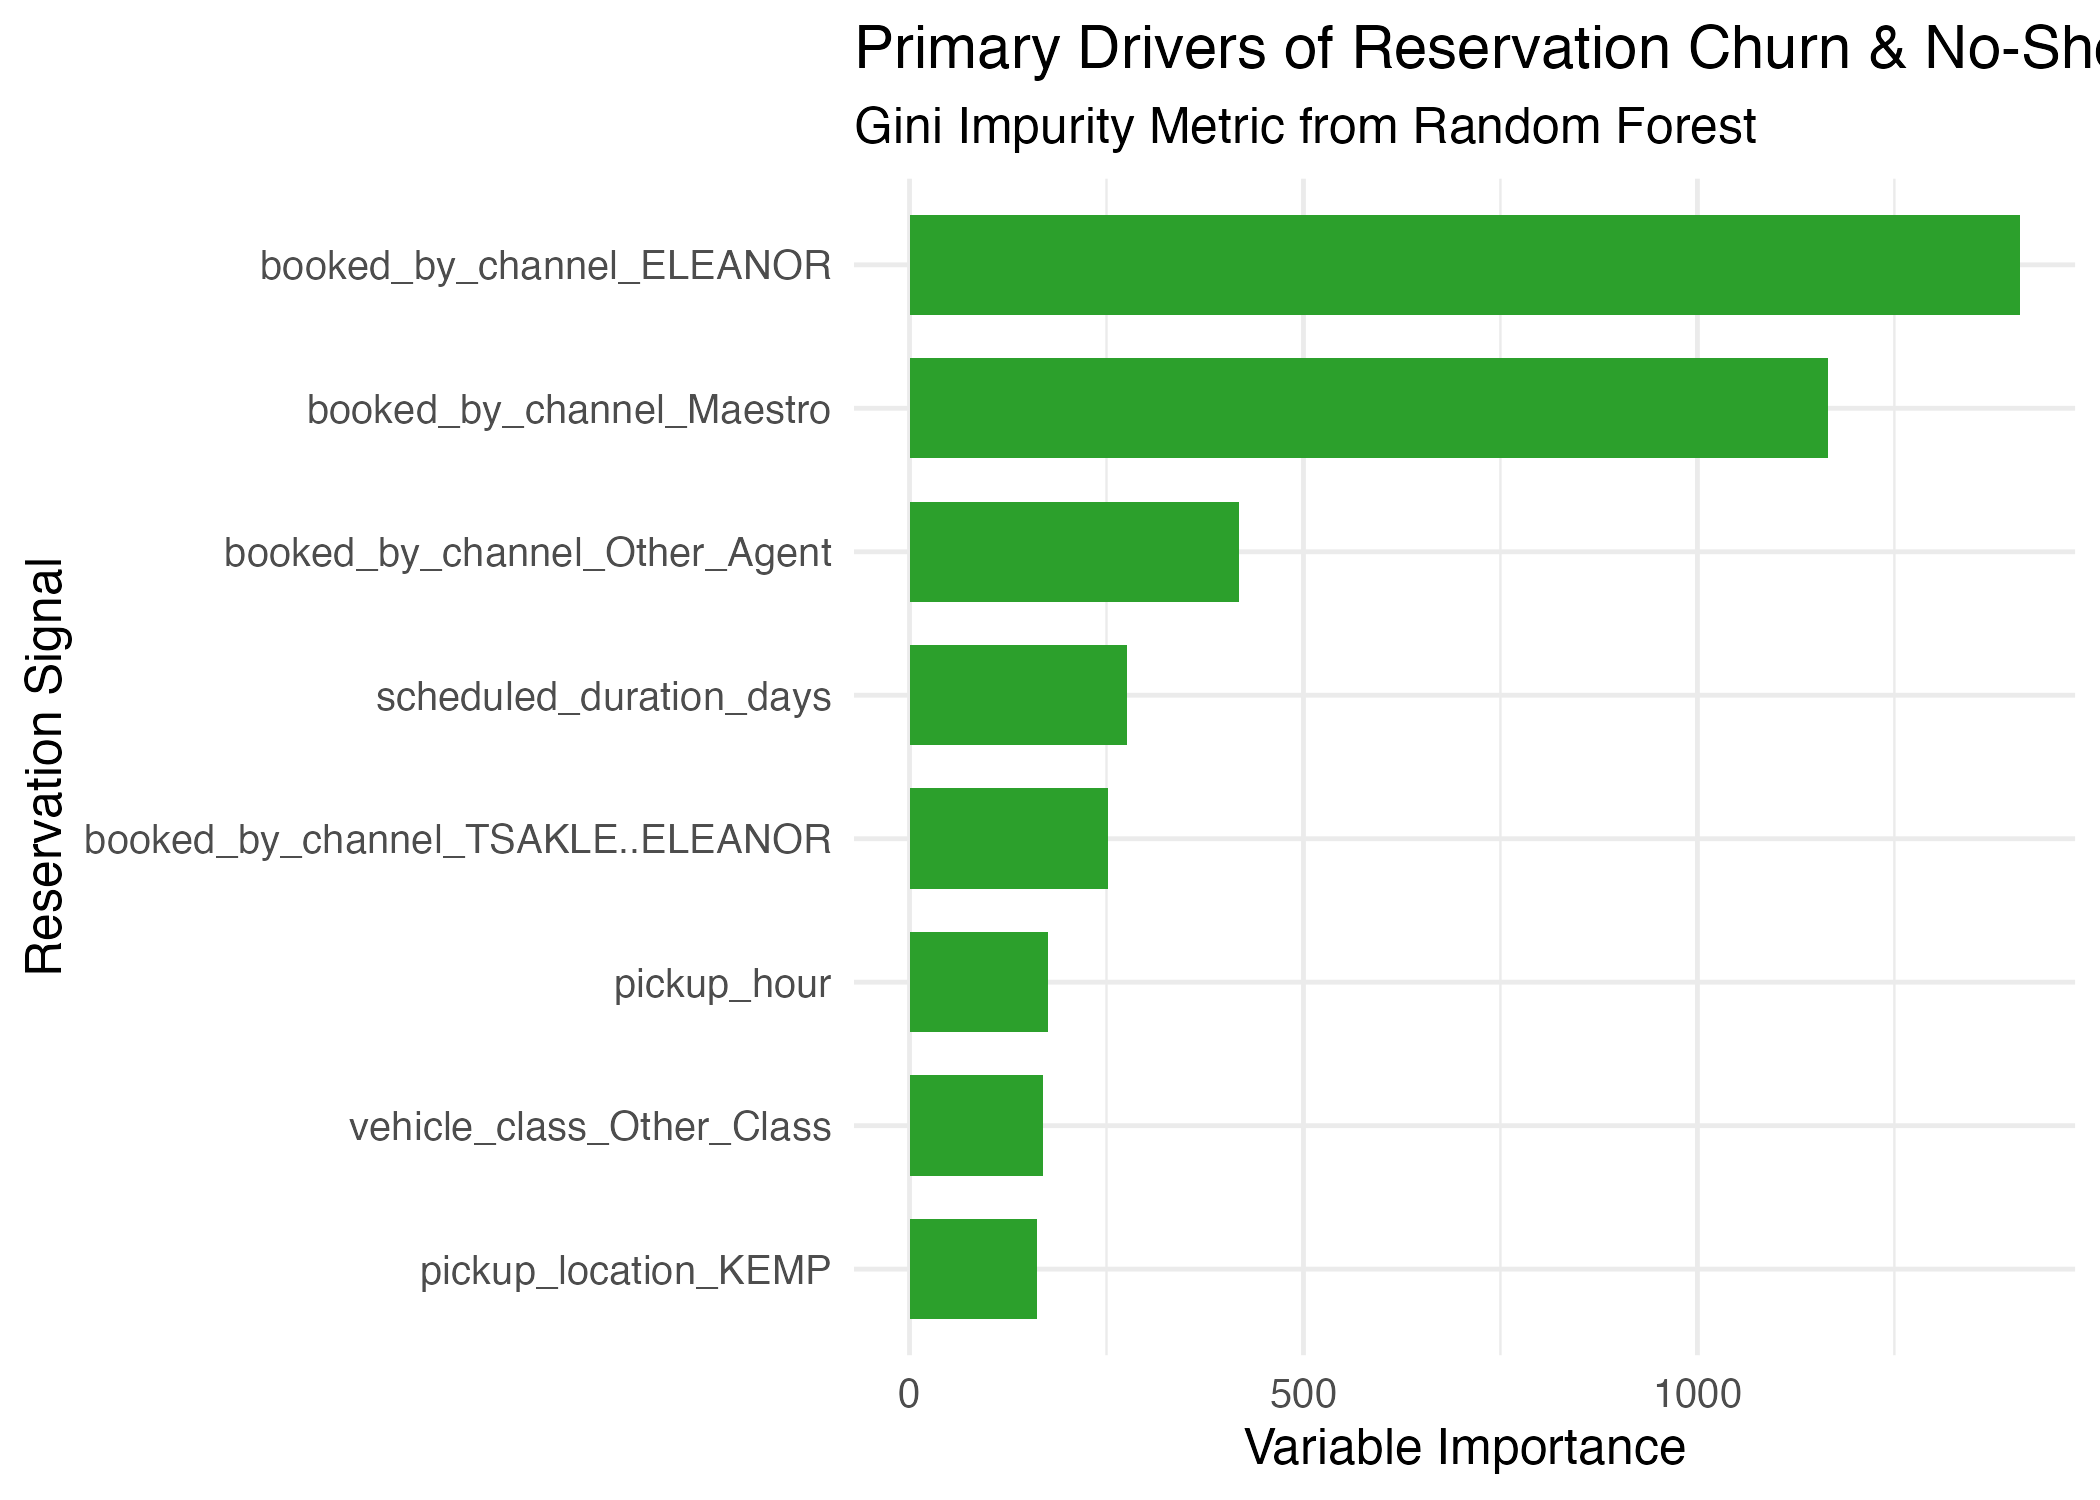 Primary Drivers of Reservation Churn & No-Sh
Gini Impurity Metric from Random Forest
booked_by_channel_ELEANOR
booked_by_channel_Maestro
booked_by_channel_Other_Agent
scheduled_duration_days
booked_by_channel_TSAKLE..ELEANOR
pickup_hour
vehicle_class_Other_Class
pickup_location_KEMP
Reservation Signal
0 500 1000
Variable Importance